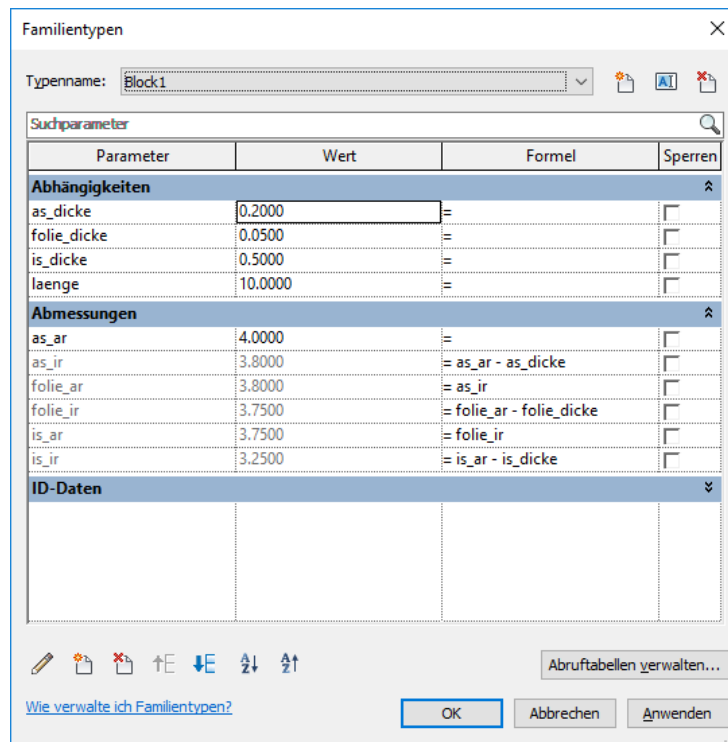 Familientypen
Typenname: Block1
Suchparameter
Parameter Wert Formel Sperren
Abhängigkeiten
as_dicke 0.2000 =
folie_dicke 0.0500 =
is_dicke 0.5000 =
laenge 10.0000 =
Abmessungen
as_ar 4.0000 =
as_ir 3.8000 = as_ar - as_dicke
folie_ar 3.8000 = as_ir
folie_ir 3.7500 = folie_ar - folie_dicke
is_ar 3.7500 = folie_ir
is_ir 3.2500 = is_ar - is_dicke
ID-Daten
Abruftabellen verwalten...
Wie verwalte ich Familientypen?
OK Abbrechen Anwenden